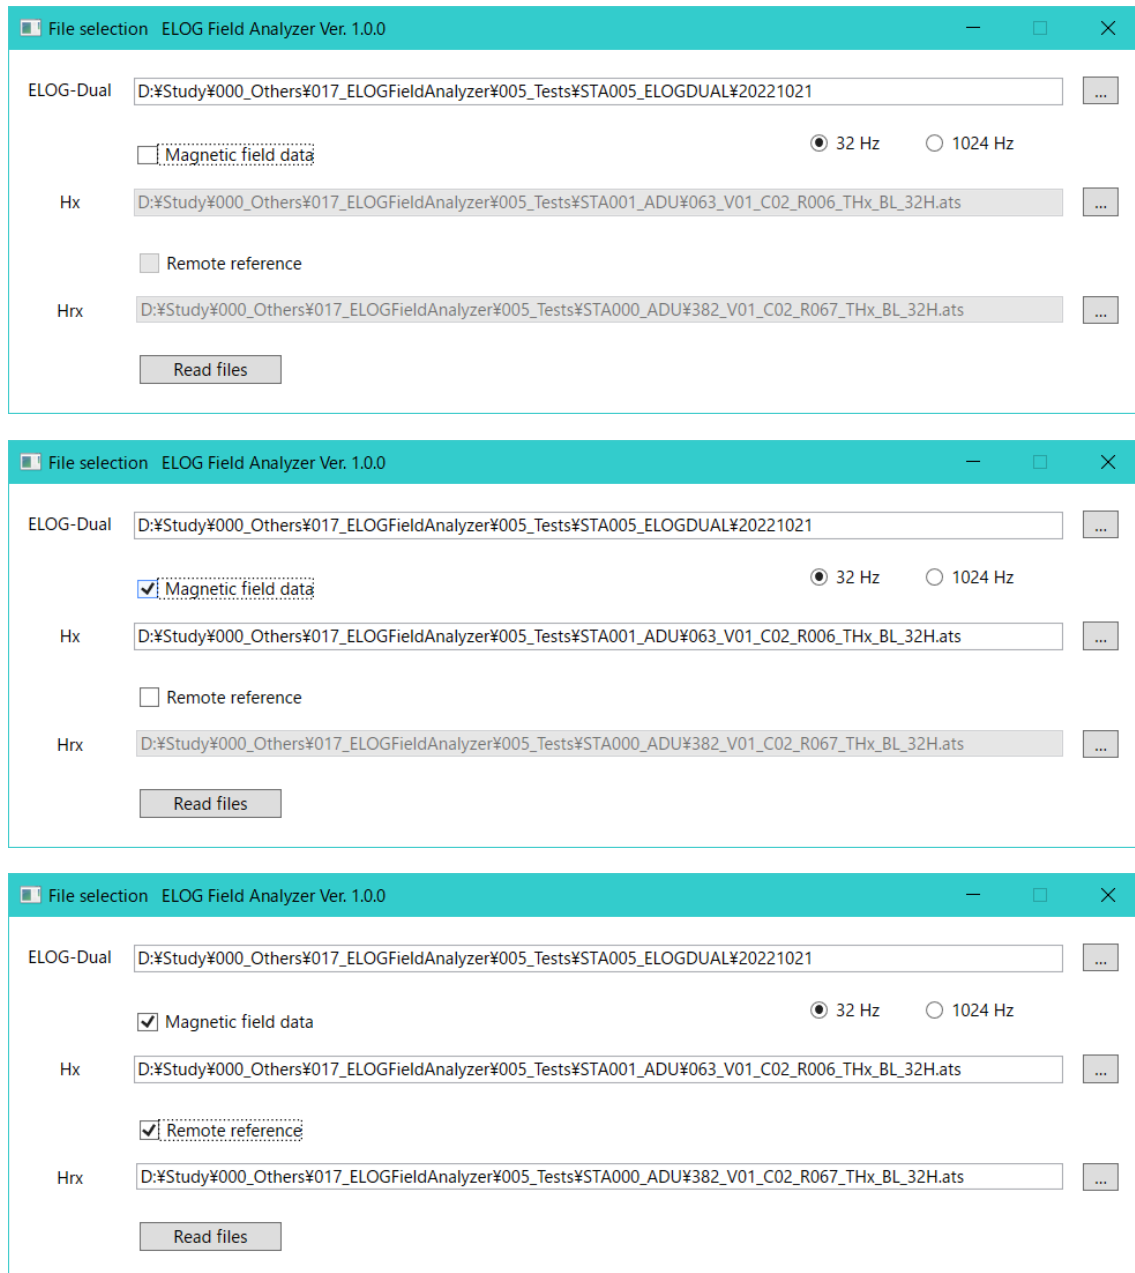 File selection   ELOG Field Analyzer Ver. 1.0.0
ELOG-Dual D:¥Study¥000_Others¥017_ELOGFieldAnalyzer¥005_Tests¥STA005_ELOGDUAL¥20221021 ...
Magnetic field data 32 Hz 1024 Hz
Hx D:¥Study¥000_Others¥017_ELOGFieldAnalyzer¥005_Tests¥STA001_ADU¥063_V01_C02_R006_THx_BL_32H.ats ...
Remote reference
Hrx D:¥Study¥000_Others¥017_ELOGFieldAnalyzer¥005_Tests¥STA000_ADU¥382_V01_C02_R067_THx_BL_32H.ats ...
Read files
File selection   ELOG Field Analyzer Ver. 1.0.0
ELOG-Dual D:¥Study¥000_Others¥017_ELOGFieldAnalyzer¥005_Tests¥STA005_ELOGDUAL¥20221021 ...
Magnetic field data 32 Hz 1024 Hz
Hx D:¥Study¥000_Others¥017_ELOGFieldAnalyzer¥005_Tests¥STA001_ADU¥063_V01_C02_R006_THx_BL_32H.ats ...
Remote reference
Hrx D:¥Study¥000_Others¥017_ELOGFieldAnalyzer¥005_Tests¥STA000_ADU¥382_V01_C02_R067_THx_BL_32H.ats ...
Read files
File selection   ELOG Field Analyzer Ver. 1.0.0
ELOG-Dual D:¥Study¥000_Others¥017_ELOGFieldAnalyzer¥005_Tests¥STA005_ELOGDUAL¥20221021 ...
Magnetic field data 32 Hz 1024 Hz
Hx D:¥Study¥000_Others¥017_ELOGFieldAnalyzer¥005_Tests¥STA001_ADU¥063_V01_C02_R006_THx_BL_32H.ats ...
Remote reference
Hrx D:¥Study¥000_Others¥017_ELOGFieldAnalyzer¥005_Tests¥STA000_ADU¥382_V01_C02_R067_THx_BL_32H.ats ...
Read files